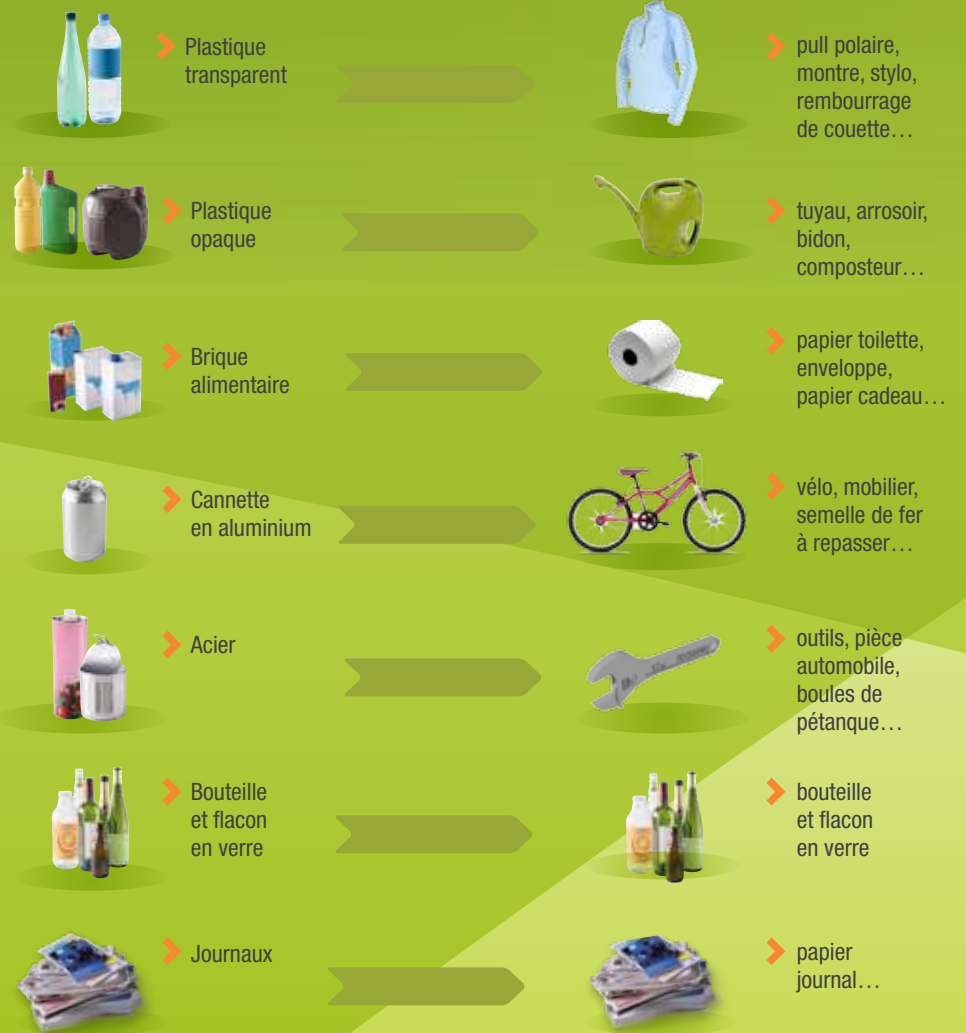 Plastique
transparent
pull polaire,
montre, stylo,
rembourrage
de couette…
Plastique
opaque
tuyau, arrosoir,
bidon,
composteur…
Brique
alimentaire
papier toilette,
enveloppe,
papier cadeau…
Cannette
en aluminium
vélo, mobilier,
semelle de fer
à repasser…
Acier
outils, pièce
automobile,
boules de
pétanque…
Bouteille
et flacon
en verre
bouteille
et flacon
en verre
Journaux
papier
journal…